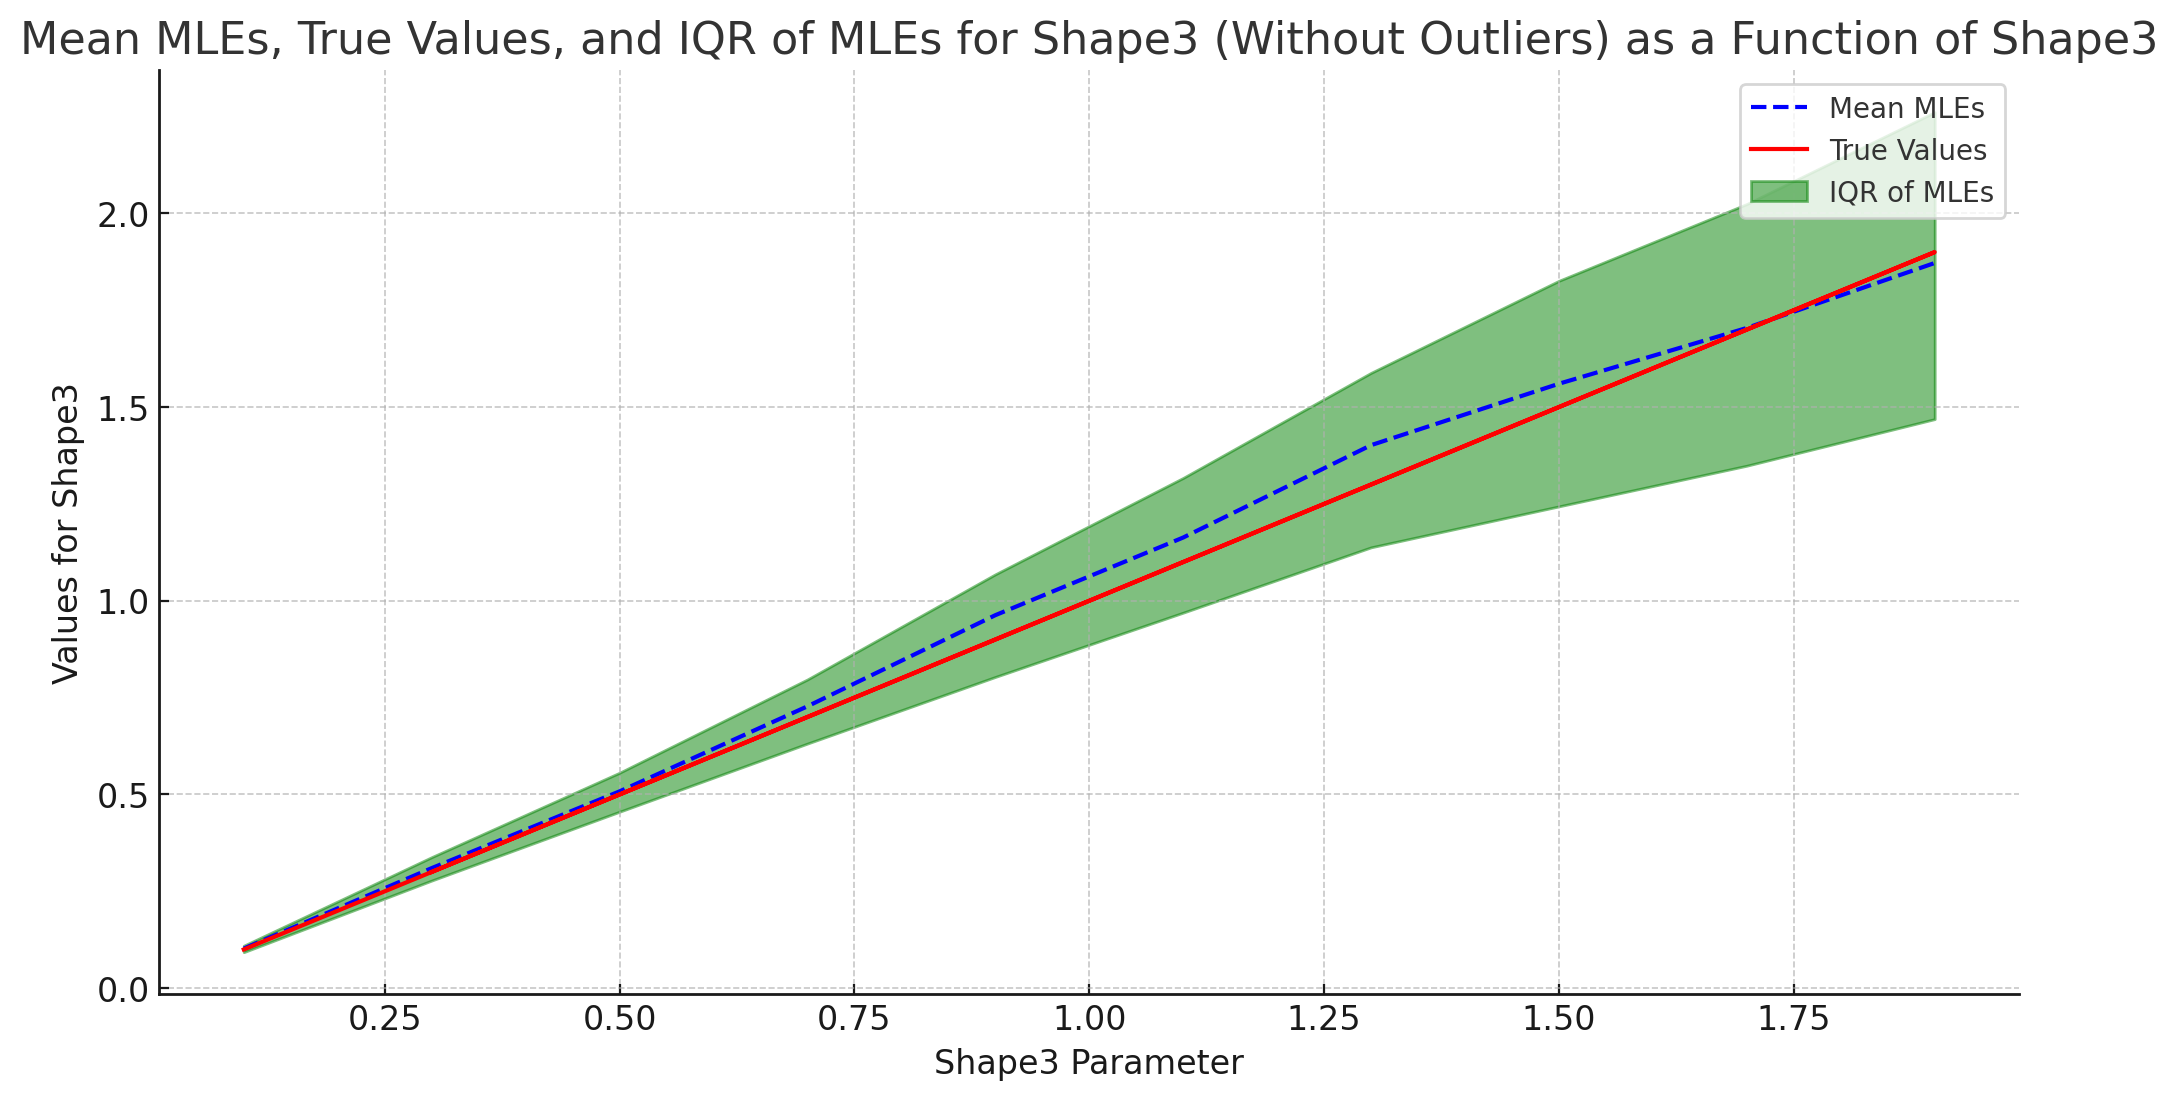 Mean MLEs, True Values, and IQR of MLEs for Shape3 (Without Outliers) as a Function of Shape3
Mean MLEs
True Values
IQR of MLEs
Values for Shape3
2.0
1.5
1.0
0.5
0.0
0.25 0.50 0.75 1.00 1.25 1.50 1.75
Shape3 Parameter